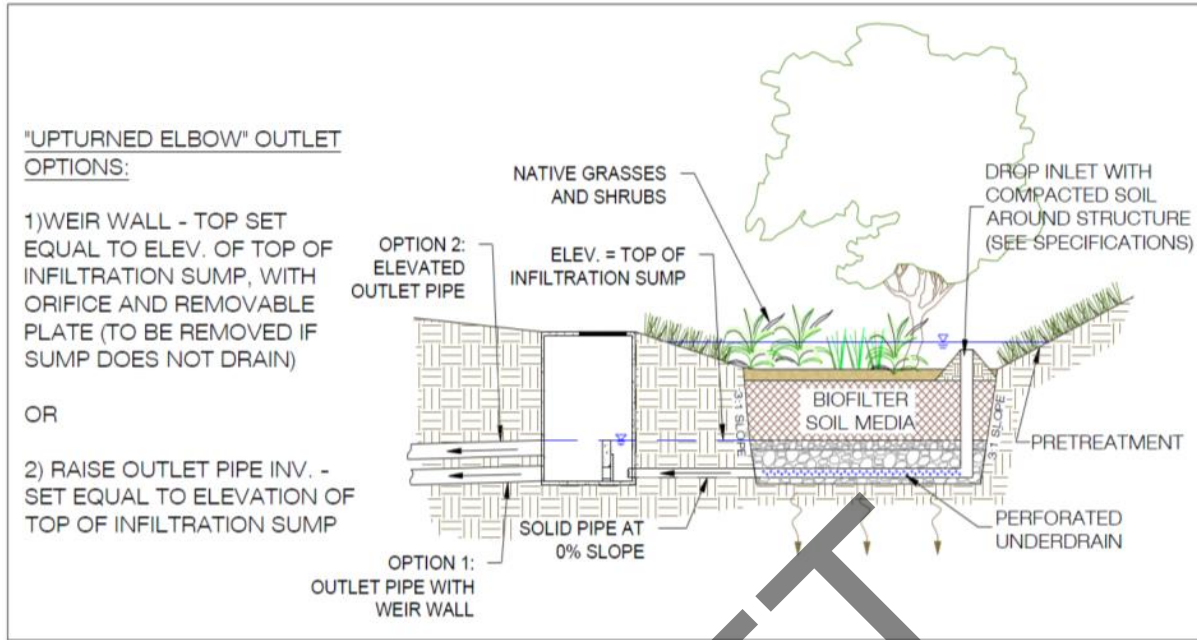 "UPTURNED ELBOW" OUTLET
OPTIONS:
1)WEIR WALL - TOP SET
EQUAL TO ELEV. OF TOP OF
INFILTRATION SUMP, WITH
ORIFICE AND REMOVABLE
PLATE (TO BE REMOVED IF
SUMP DOES NOT DRAIN)
OR
2) RAISE OUTLET PIPE INV. -
SET EQUAL TO ELEVATION OF
TOP OF INFILTRATION SUMP
OPTION 2:
ELEVATED
OUTLET PIPE
NATIVE GRASSES
AND SHRUBS
ELEV. = TOP OF
INFILTRATION SUMP
DROP INLET WITH
COMPACTED SOIL
AROUND STRUCTURE
(SEE SPECIFICATIONS)
3:1 SLOPE
BIOFILTER
SOIL MEDIA
3:1 SLOPE
PRETREATMENT
SOLID PIPE AT
0% SLOPE
PERFORATED
UNDERDRAIN
OPTION 1:
OUTLET PIPE WITH
WEIR WALL